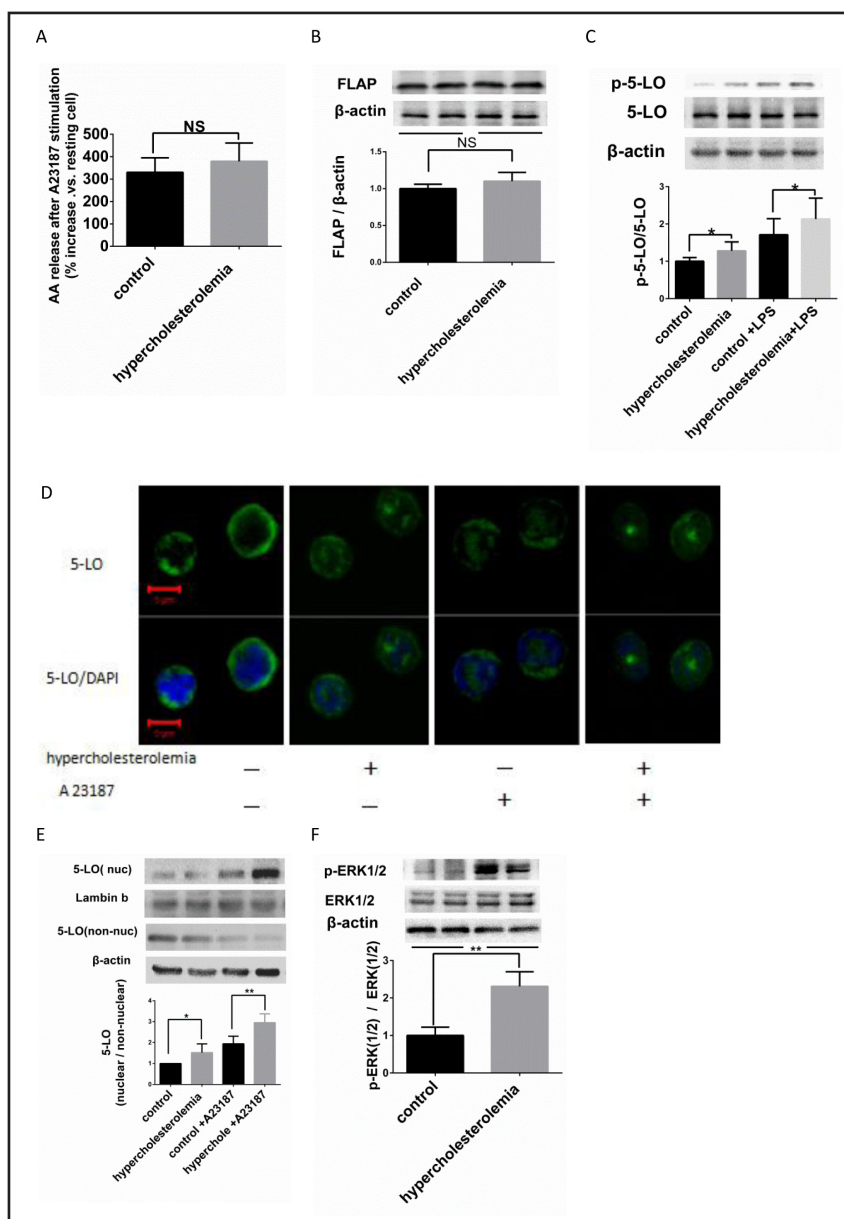 A
AA release after A23187 stimulation
(% increase .vs. resting cell)
500
400
300
200
100
0
NS
control
hypercholesterolemia
B
FLAP
β-actin
FLAP / β-actin
1.5
1.0
0.5
0.0
NS
control
hypercholesterolemia
C
p-5-LO
5-LO
β-actin
p-5-LO/5-LO
3
2
1
0
*
*
control
hypercholesterolemia
control +LPS
hypercholesterolemia+LPS
D
5-LO
5-LO/DAPI
hypercholesterolemia
— + — +
A 23187
— — + +
E
5-LO( nuc)
Lambin b
5-LO(non-nuc)
β-actin
5-LO
(nuclear / non-nuclear)
4
3
2
1
0
*
**
control
hypercholesterolemia
control +A23187
hyperchole +A23187
F
p-ERK1/2
ERK1/2
β-actin
p-ERK(1/2) / ERK(1/2)
3
2
1
0
**
control
hypercholesterolemia